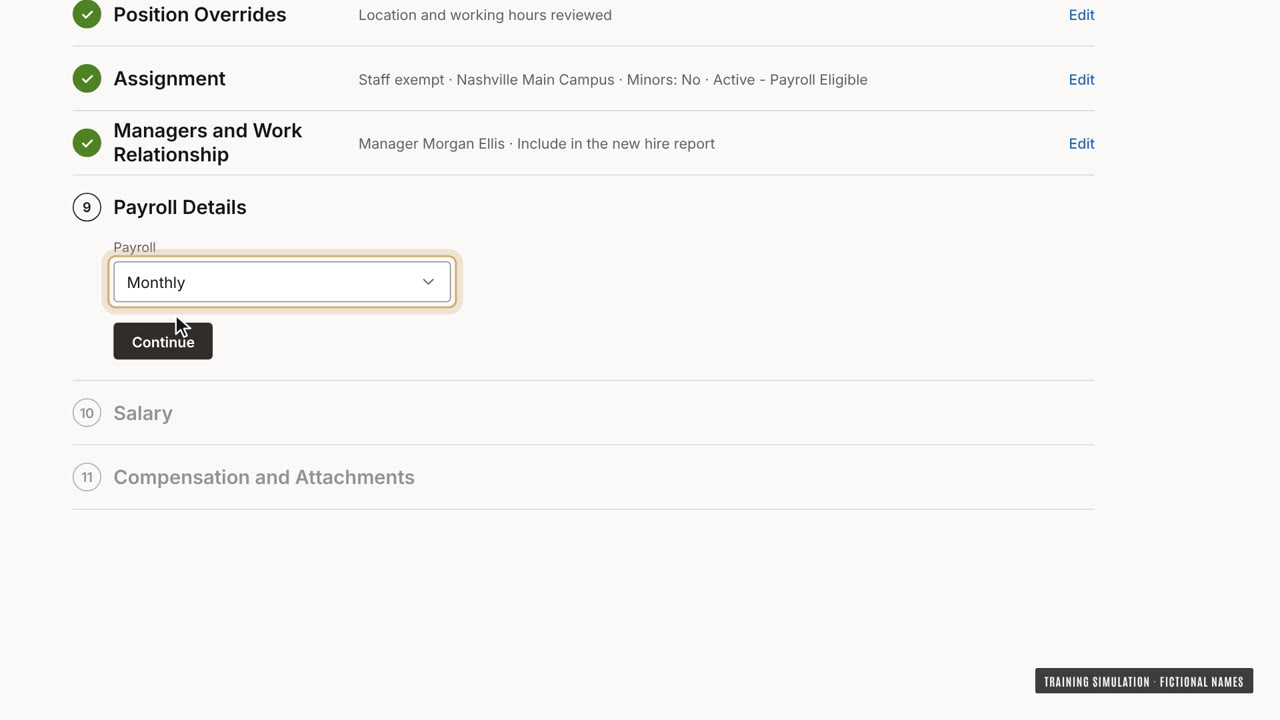 Position Overrides
Location and working hours reviewed
Edit
Assignment
Staff exempt · Nashville Main Campus · Minors: No · Active - Payroll Eligible
Edit
Managers and Work
Relationship
Manager Morgan Ellis · Include in the new hire report
Edit
9
Payroll Details
Payroll
Monthly
Continue
10
Salary
11
Compensation and Attachments
TRAINING SIMULATION · FICTIONAL NAMES